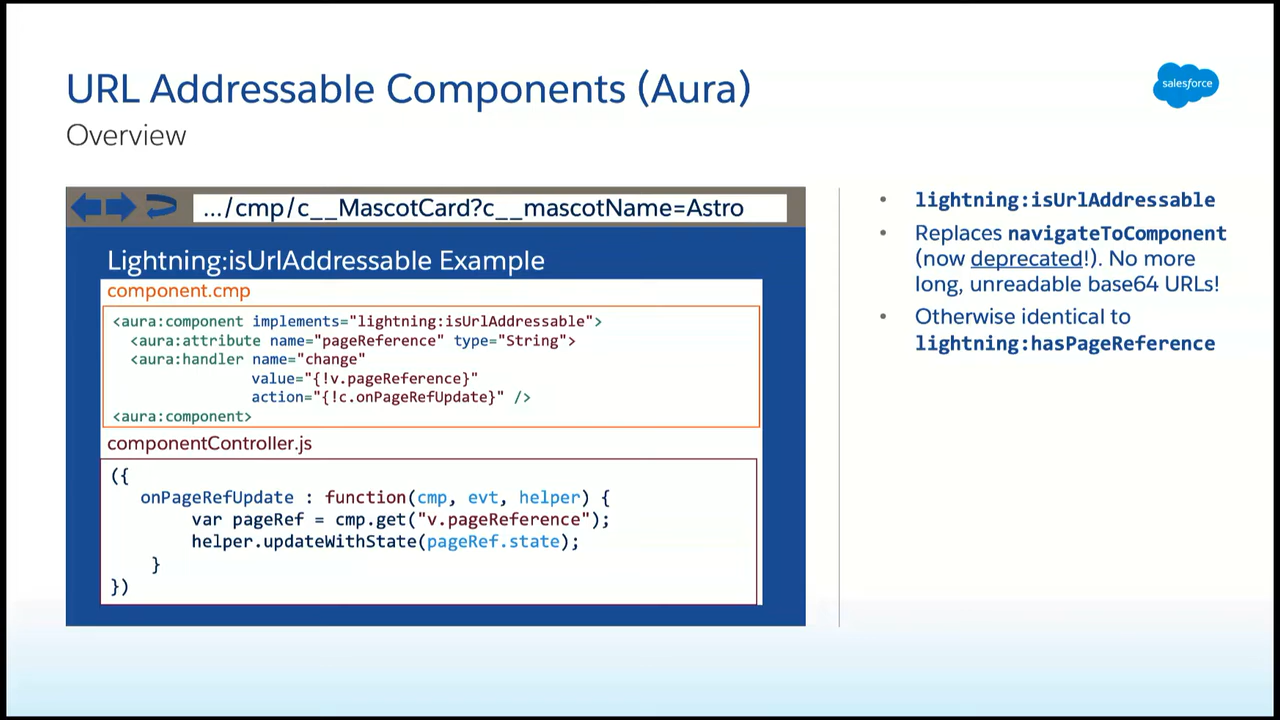 URL Addressable Components (Aura)
Overview
salesforce
.../cmp/c__MascotCard?c__mascotName=Astro
Lightning:isUrlAddressable Example
component.cmp
<aura:component implements="lightning:isUrlAddressable">
<aura:attribute name="pageReference" type="String">
<aura:handler name="change"
value="{!v.pageReference}"
action="{!c.onPageRefUpdate}" />
<aura:component>
componentController.js
({
onPageRefUpdate : function(cmp, evt, helper) {
var pageRef = cmp.get("v.pageReference");
helper.updateWithState(pageRef.state);
}
})
• lightning:isUrlAddressable
• Replaces navigateToComponent
(now deprecated!). No more
long, unreadable base64 URLs!
• Otherwise identical to
lightning:hasPageReference